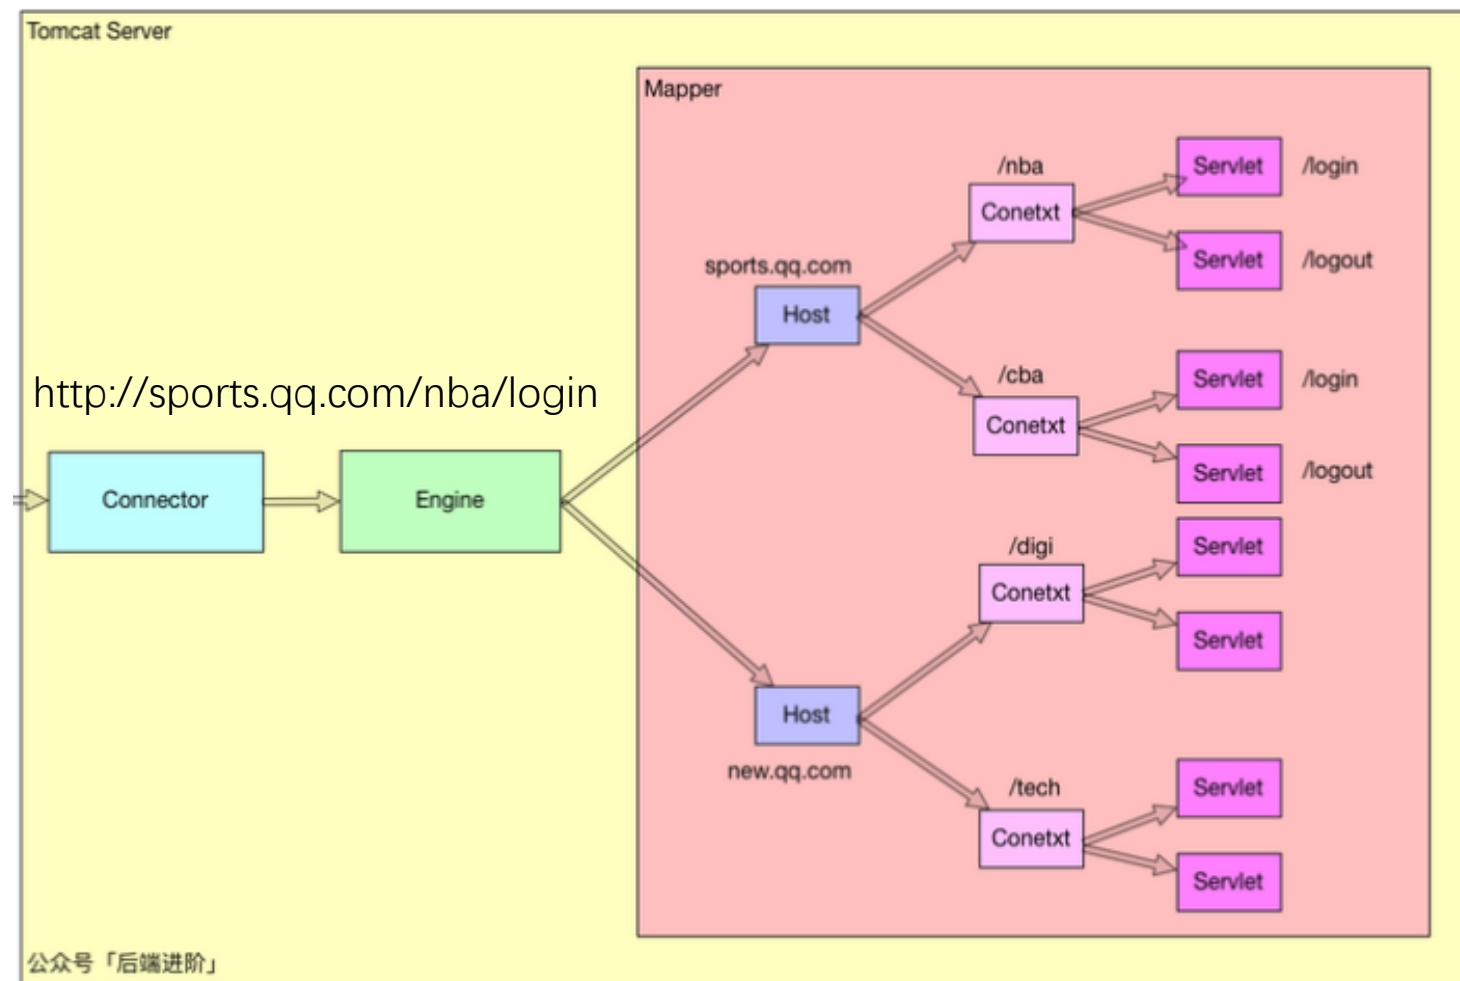 Tomcat Server
Mapper
/nba
Conetxt
Servlet
/login
Servlet
/logout
sports.qq.com
Host
/cba
Conetxt
Servlet
/login
Servlet
/logout
http://sports.qq.com/nba/login
Connector
Engine
/digi
Conetxt
Servlet
Servlet
Host
new.qq.com
/tech
Conetxt
Servlet
Servlet
公众号「后端进阶」